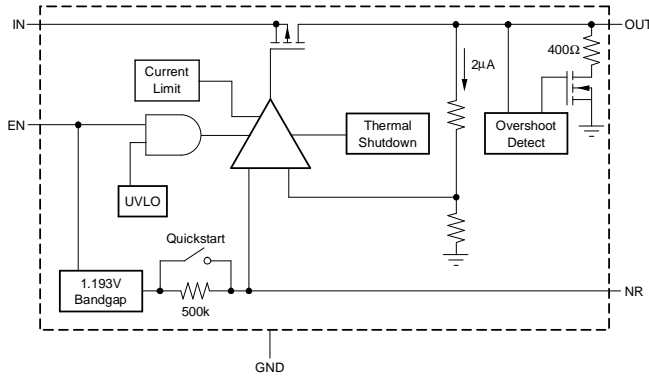 IN
OUT
400Ω
2μA
Current
Limit
EN
Thermal
Shutdown
Overshoot
Detect
UVLO
Quickstart
1.193V
Bandgap
500k
NR
GND